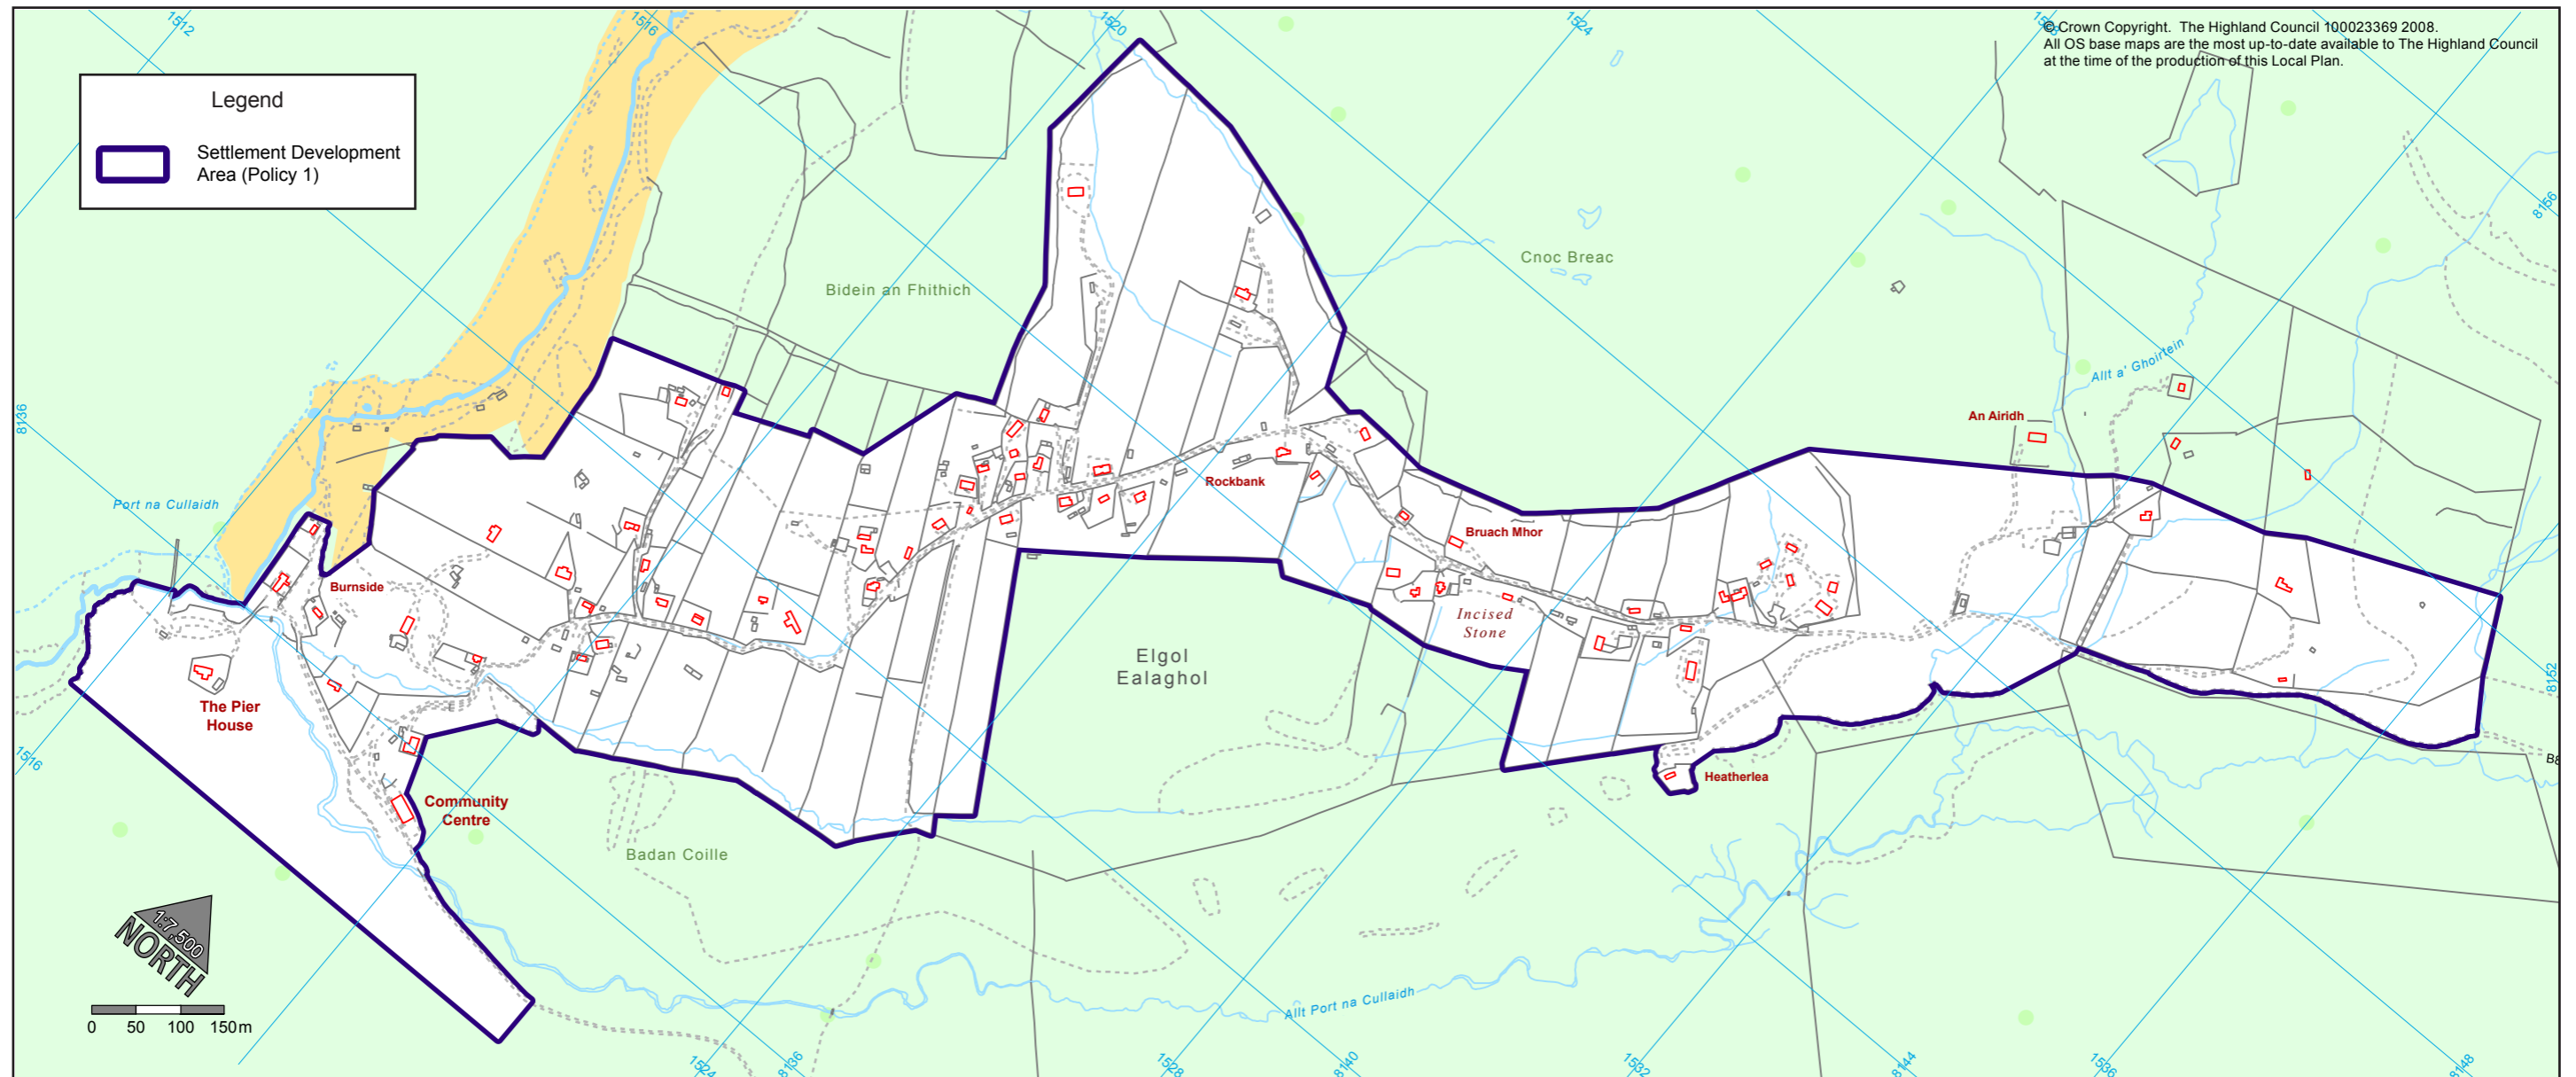 1512
1516
1520
1524
© Crown Copyright. The Highland Council 100023369 2008.
All OS base maps are the most up-to-date available to The Highland Council
at the time of the production of this Local Plan.
Legend
Settlement Development
Area (Policy 1)
8156
Cnoc Breac
Bidein an Fhithich
Allt a' Ghoirtein
An Airidh
8136
Port na Cullaidh
Rockbank
Bruach Mhor
Burnside
Incised
Stone
Elgol
Ealaghol
8152
The Pier
House
1516
Heatherlea
Community
Centre
Badan Coille
1:7,500
NORTH
Allt Port na Cullaidh
0 50 100 150m
1524
8136
1528
8140
1532
8144
1536
8148